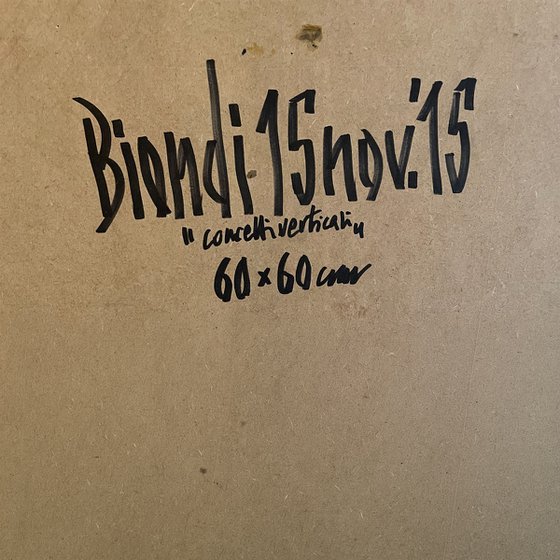 Biondi 15 nov. '15
"concetti verticali"
60 x 60 cm